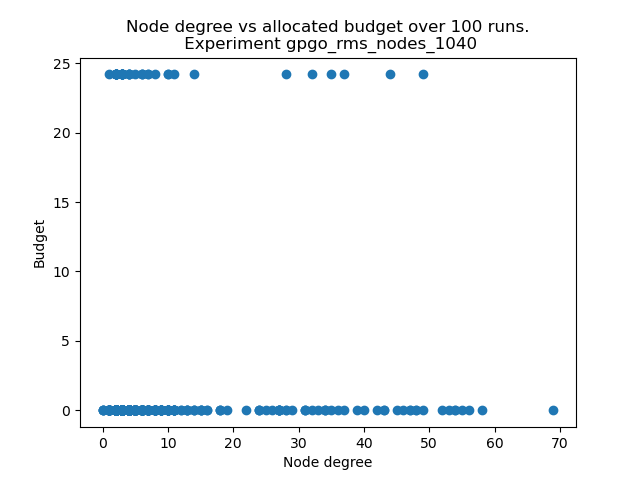 Node degree vs allocated budget over 100 runs.
Experiment gpgo_rms_nodes_1040
25
20
15
10
5
0
Budget
0 10 20 30 40 50 60 70
Node degree